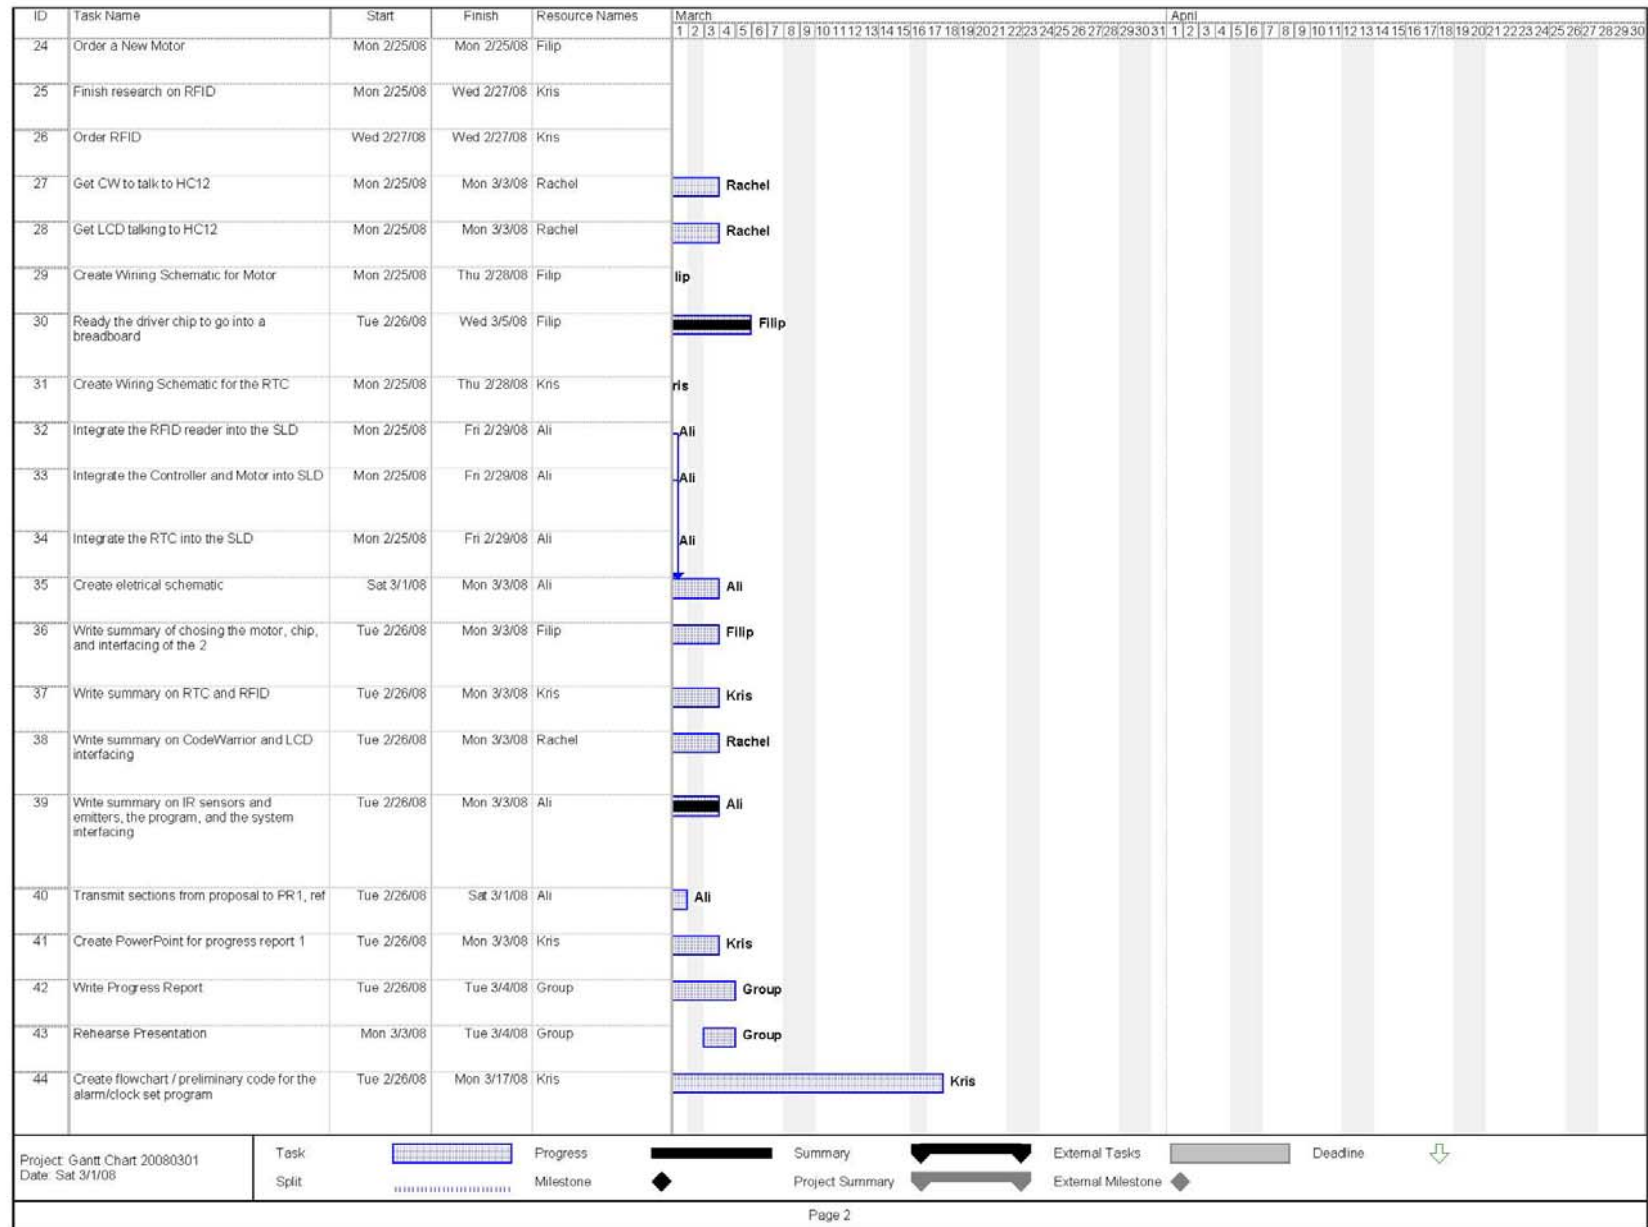 ID Task Name Start Finish Resource Names March April
1 2 3 4 5 6 7 8 9 10 11 12 13 14 15 16 17 18 19 20 21 22 23 24 25 26 27 28 29 30 31 1 2 3 4 5 6 7 8 9 10 11 12 13 14 15 16 17 18 19 20 21 22 23 24 25 26 27 28 29 30
24 Order a New Motor Mon 2/25/08 Mon 2/25/08 Filip
25 Finish research on RFID Mon 2/25/08 Wed 2/27/08 Kris
26 Order RFID Wed 2/27/08 Wed 2/27/08 Kris
27 Get CW to talk to HC12 Mon 2/25/08 Mon 3/3/08 Rachel Rachel
28 Get LCD talking to HC12 Mon 2/25/08 Mon 3/3/08 Rachel Rachel
29 Create Wiring Schematic for Motor Mon 2/25/08 Thu 2/28/08 Filip lip
30 Ready the driver chip to go into a Tue 2/26/08 Wed 3/5/08 Filip Filip
breadboard
31 Create Wiring Schematic for the RTC Mon 2/25/08 Thu 2/28/08 Kris ris
32 Integrate the RFID reader into the SLD Mon 2/25/08 Fri 2/29/08 Ali Ali
33 Integrate the Controller and Motor into SLD Mon 2/25/08 Fri 2/29/08 Ali Ali
34 Integrate the RTC into the SLD Mon 2/25/08 Fri 2/29/08 Ali Ali
35 Create eletrical schematic Sat 3/1/08 Mon 3/3/08 Ali Ali
36 Write summary of chosing the motor, chip, Tue 2/26/08 Mon 3/3/08 Filip Filip
and interfacing of the 2
37 Write summary on RTC and RFID Tue 2/26/08 Mon 3/3/08 Kris Kris
38 Write summary on CodeWarrior and LCD Tue 2/26/08 Mon 3/3/08 Rachel Rachel
interfacing
39 Write summary on IR sensors and Tue 2/26/08 Mon 3/3/08 Ali Ali
emitters, the program, and the system
interfacing
40 Transmit sections from proposal to PR1, ref Tue 2/26/08 Sat 3/1/08 Ali Ali
41 Create PowerPoint for progress report 1 Tue 2/26/08 Mon 3/3/08 Kris Kris
42 Write Progress Report Tue 2/26/08 Tue 3/4/08 Group Group
43 Rehearse Presentation Mon 3/3/08 Tue 3/4/08 Group Group
44 Create flowchart / preliminary code for the Tue 2/26/08 Mon 3/17/08 Kris Kris
alarm/clock set program
Project: Gantt Chart 20080301
Date: Sat 3/1/08
Task Progress Summary External Tasks Deadline
Split Milestone Project Summary External Milestone
Page 2